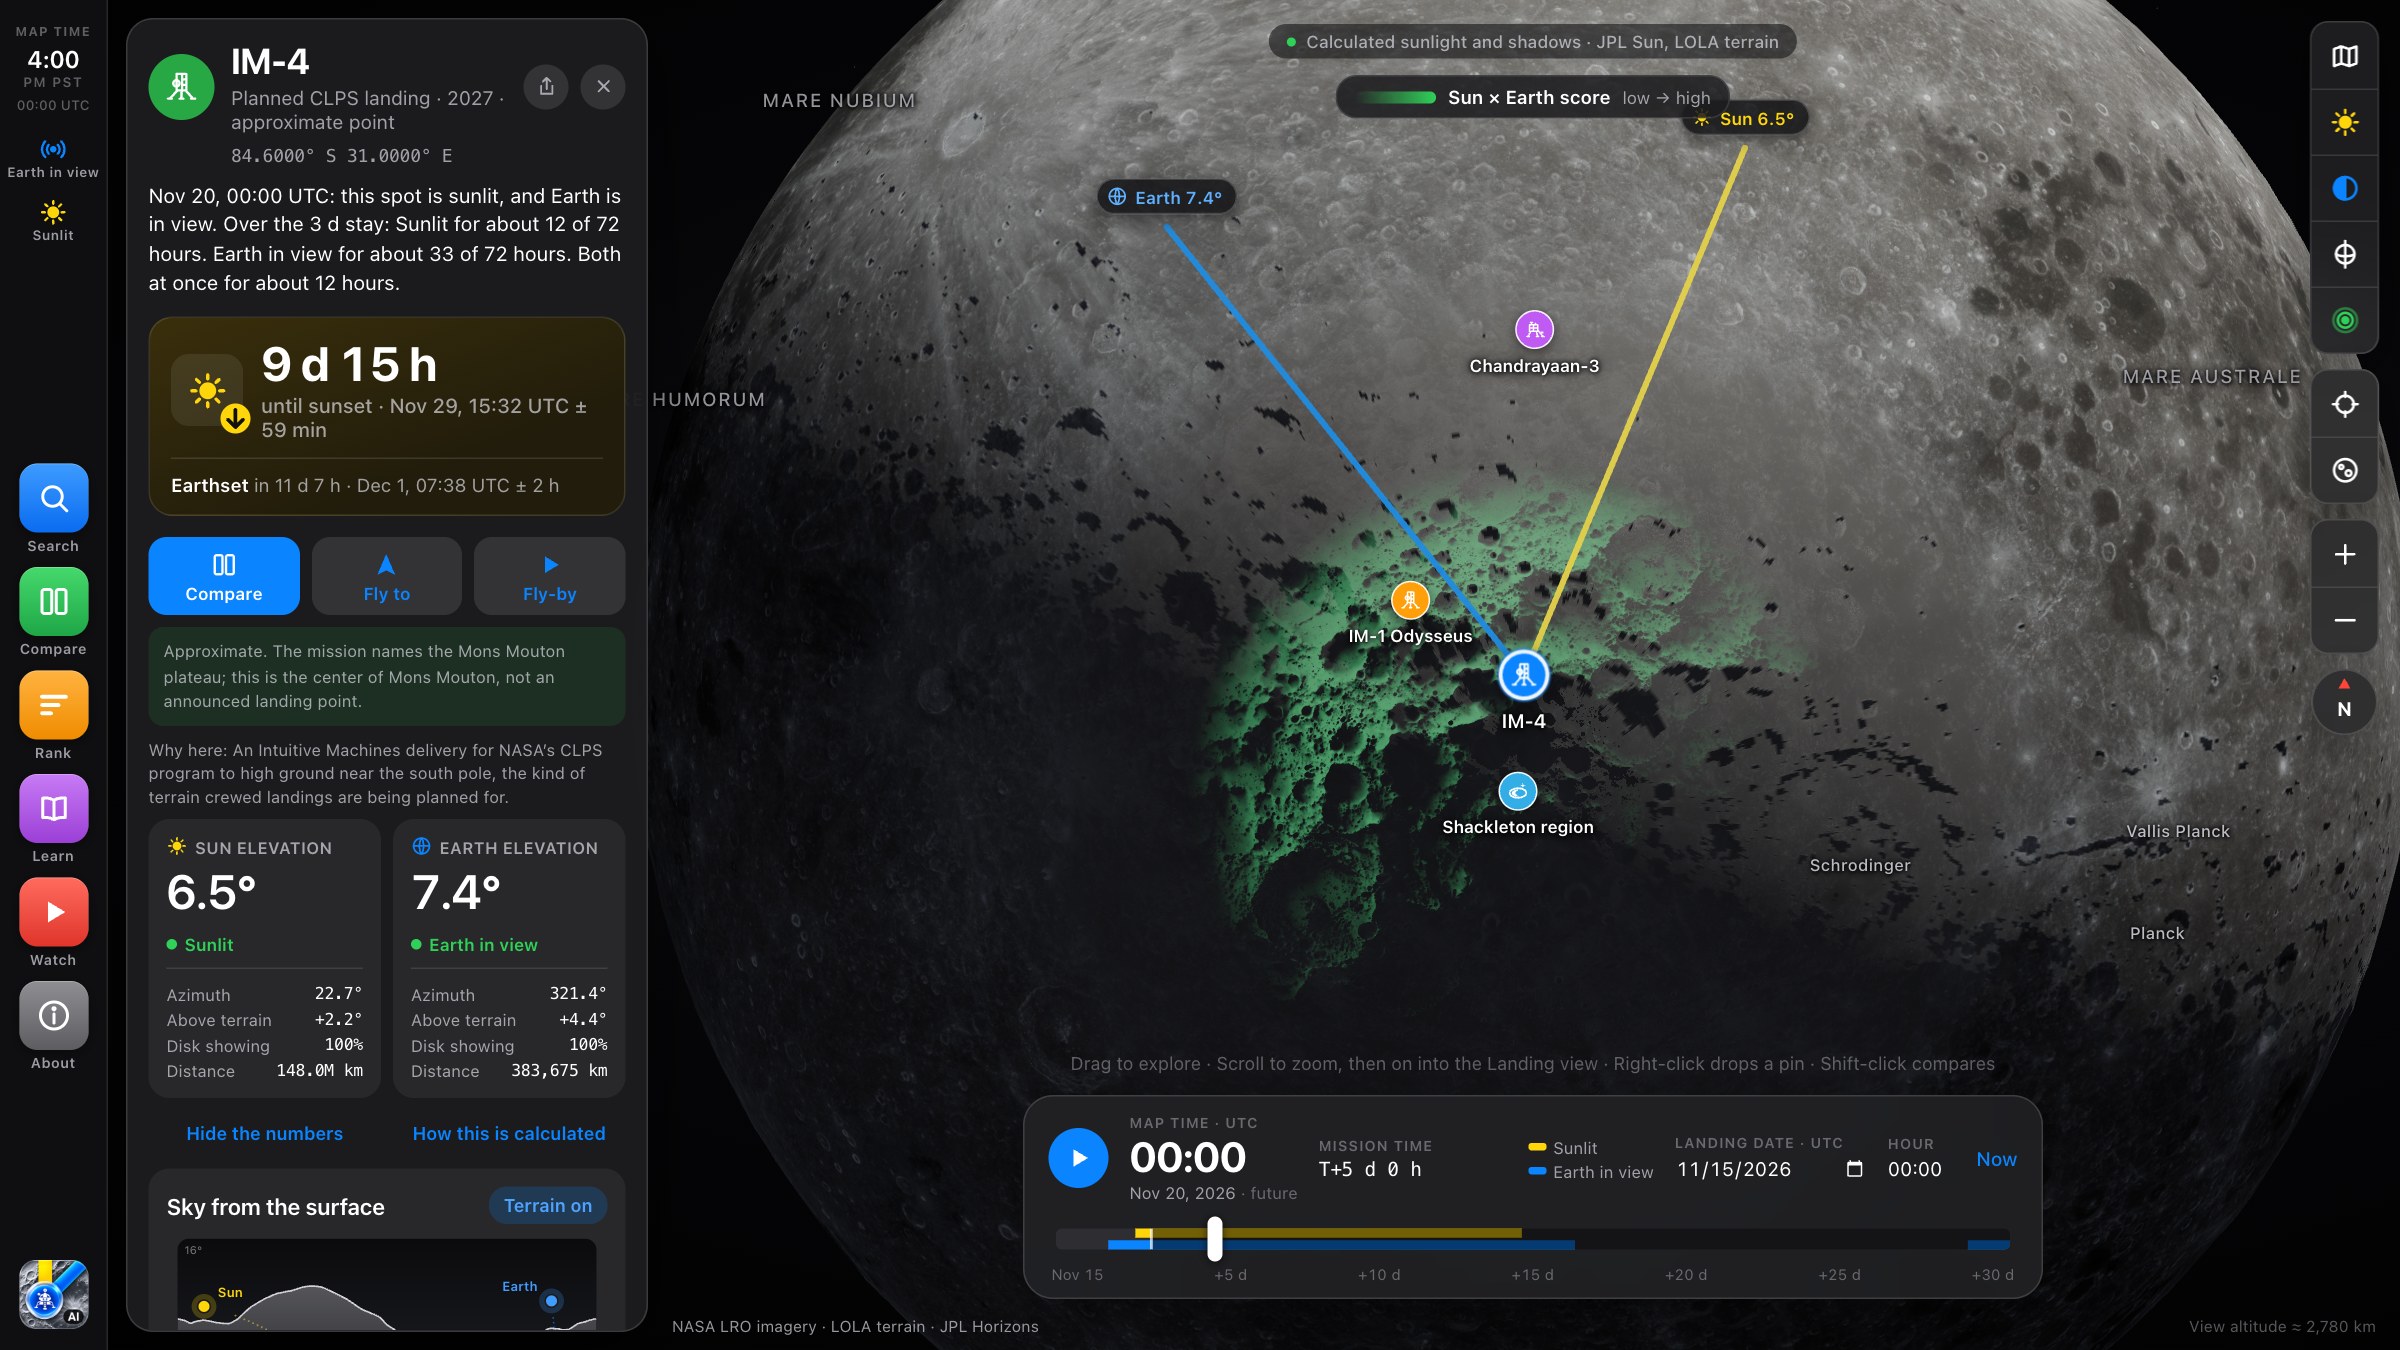 MAP TIME
4:00
PM PST
00:00 UTC
Earth in view
Sunlit
Search
Compare
Rank
Learn
Watch
About
AI
IM-4
Planned CLPS landing · 2027 ·
approximate point
84.6000° S 31.0000° E
Nov 20, 00:00 UTC: this spot is sunlit, and Earth is
in view. Over the 3 d stay: Sunlit for about 12 of 72
hours. Earth in view for about 33 of 72 hours. Both
at once for about 12 hours.
9 d 15 h
until sunset · Nov 29, 15:32 UTC ±
59 min
Earthset in 11 d 7 h · Dec 1, 07:38 UTC ± 2 h
Compare
Fly to
Fly-by
Approximate. The mission names the Mons Mouton
plateau; this is the center of Mons Mouton, not an
announced landing point.
Why here: An Intuitive Machines delivery for NASA's CLPS
program to high ground near the south pole, the kind of
terrain crewed landings are being planned for.
SUN ELEVATION
6.5°
Sunlit
Azimuth 22.7°
Above terrain +2.2°
Disk showing 100%
Distance 148.0M km
EARTH ELEVATION
7.4°
Earth in view
Azimuth 321.4°
Above terrain +4.4°
Disk showing 100%
Distance 383,675 km
Hide the numbers
How this is calculated
Sky from the surface
Terrain on
16°
Sun
Earth
Calculated sunlight and shadows · JPL Sun, LOLA terrain
Sun × Earth score low → high
Sun 6.5°
Earth 7.4°
MARE NUBIUM
HUMORUM
MARE AUSTRALE
Chandrayaan-3
IM-1 Odysseus
IM-4
Shackleton region
Schrodinger
Vallis Planck
Planck
N
Drag to explore · Scroll to zoom, then on into the Landing view · Right-click drops a pin · Shift-click compares
MAP TIME · UTC
00:00
Nov 20, 2026 · future
MISSION TIME
T+5 d 0 h
Sunlit
Earth in view
LANDING DATE · UTC
11/15/2026
HOUR
00:00
Now
Nov 15
+5 d
+10 d
+15 d
+20 d
+25 d
+30 d
NASA LRO imagery · LOLA terrain · JPL Horizons
View altitude ≈ 2,780 km